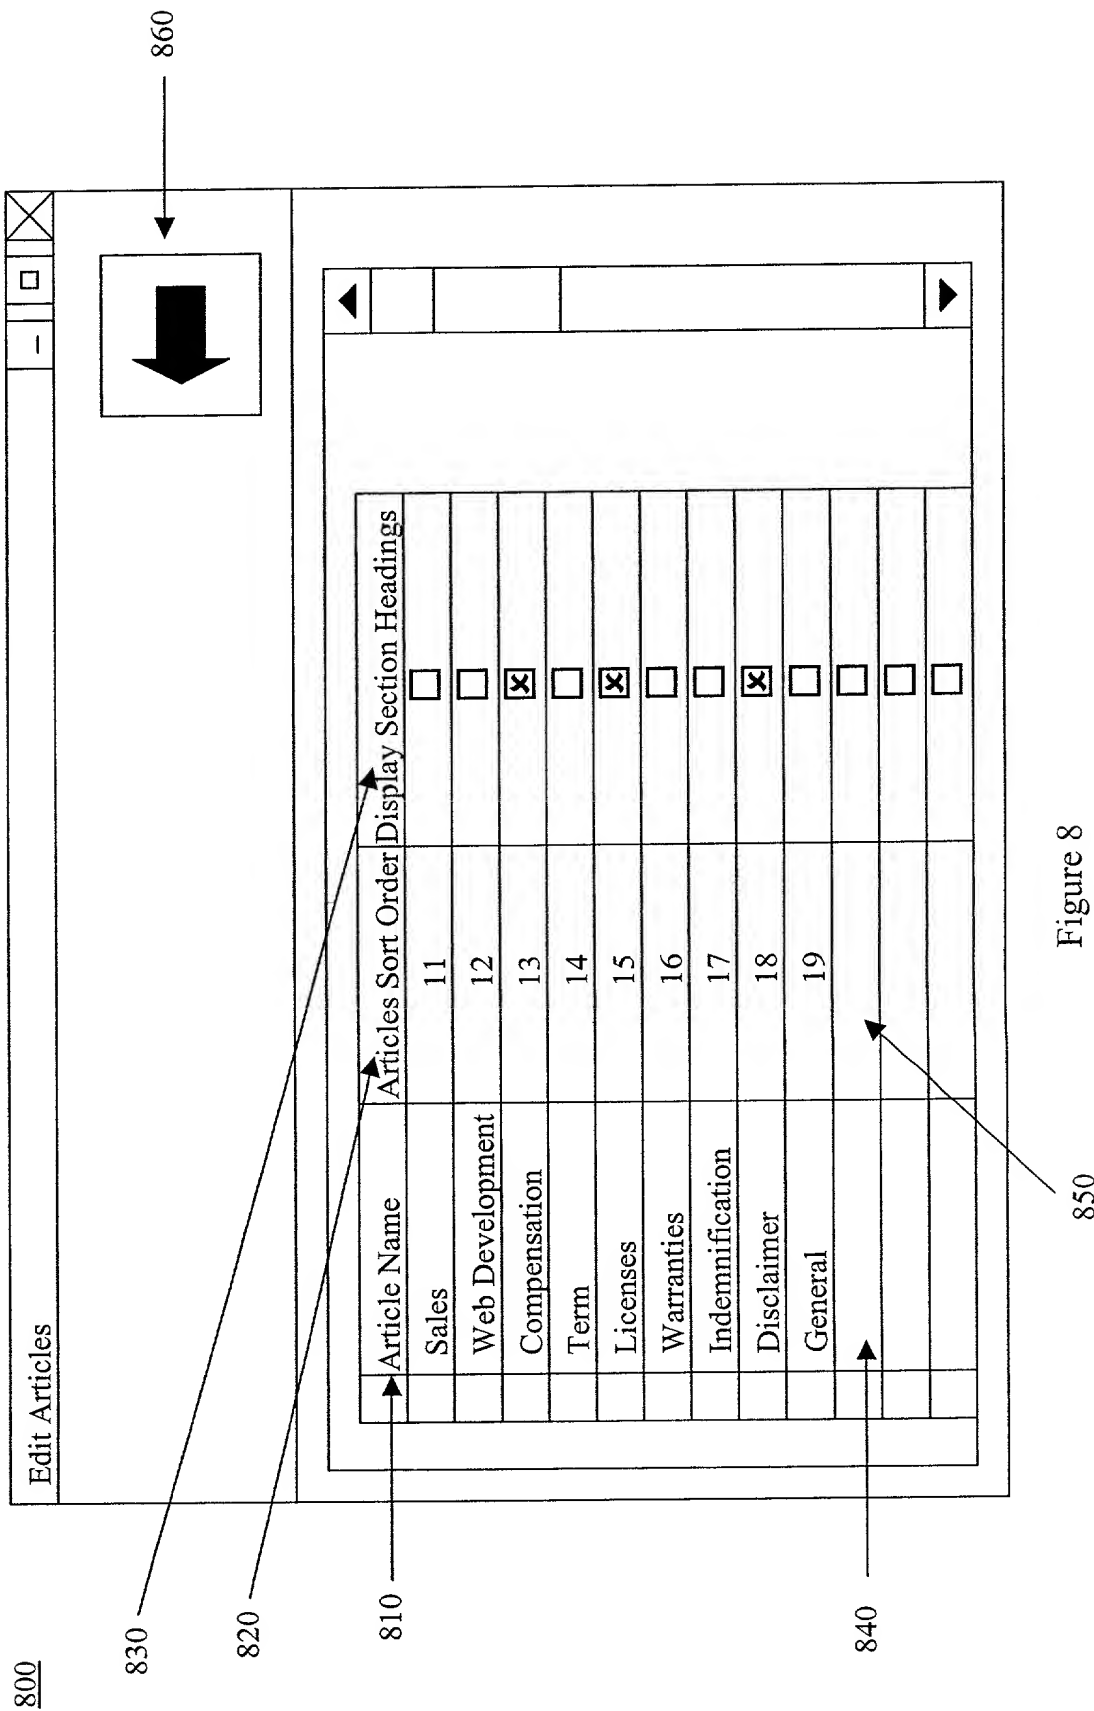 800
Edit Articles
860
830
820
810
Article Name Articles Sort Order Display Section Headings
Sales 11
Web Development 12
Compensation 13
Term 14
Licenses 15
Warranties 16
Indemnification 17
Disclaimer 18
General 19
840
850
Figure 8